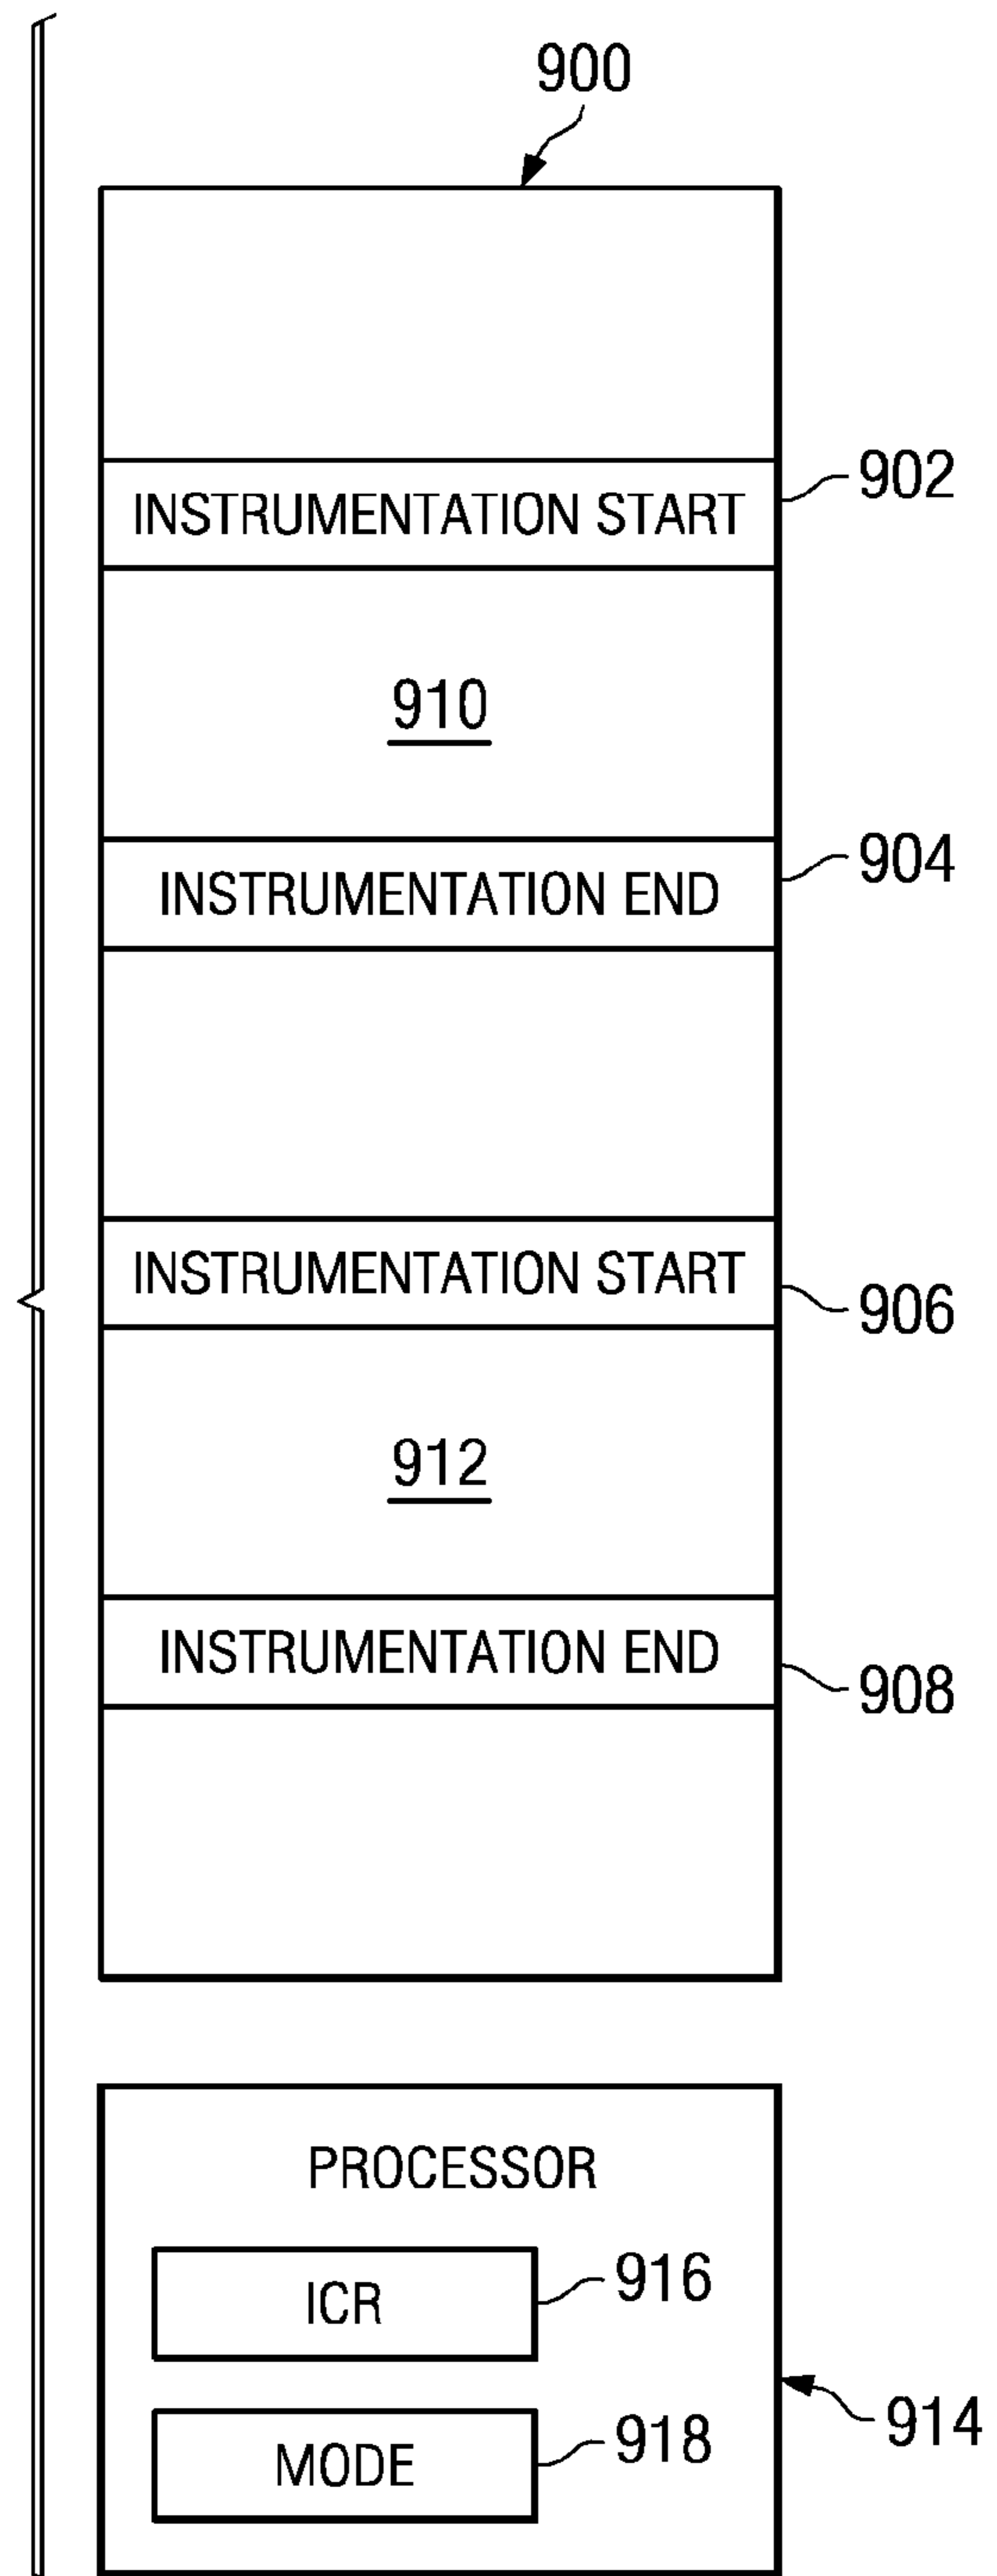 900
902
INSTRUMENTATION START
910
904
INSTRUMENTATION END
INSTRUMENTATION START
906
912
INSTRUMENTATION END
908
PROCESSOR
ICR
916
MODE
918
914